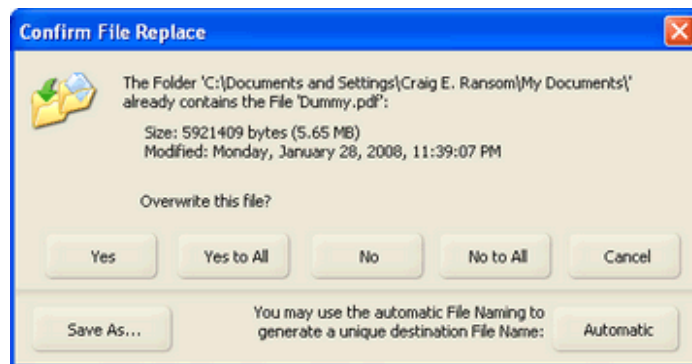 Confirm File Replace
The Folder 'C:\Documents and Settings\Craig E. Ransom\My Documents\'
already contains the File 'Dummy.pdf':
Size: 5921409 bytes (5.65 MB)
Modified: Monday, January 28, 2008, 11:39:07 PM
Overwrite this file?
Yes Yes to All No No to All Cancel
You may use the automatic File Naming to
Save As... generate a unique destination File Name: Automatic